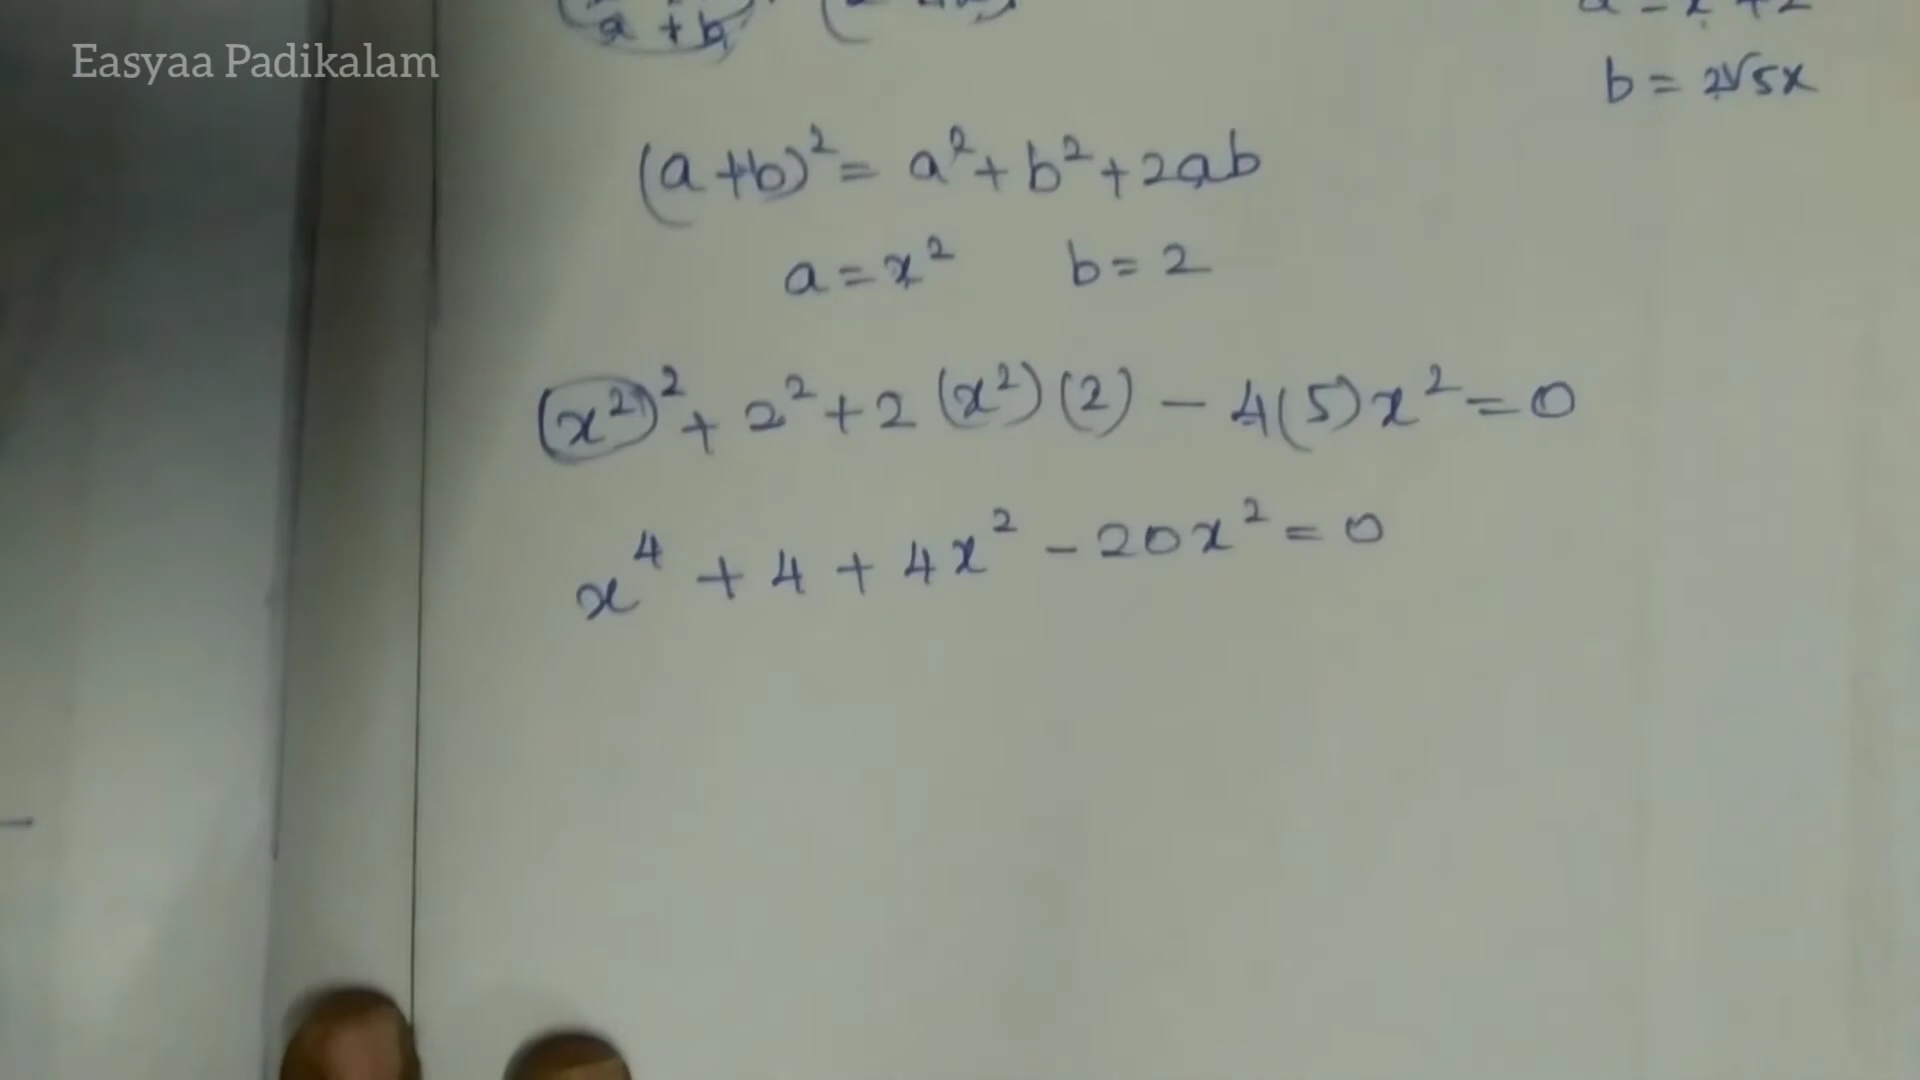 Easyaa Padikalam
a + b
b = 2√5x
(a+b)² = a² + b² + 2ab
a = x² b = 2
(x²)² + 2² + 2 (x²) (2) - 4(5)x² = 0
x⁴ + 4 + 4x² - 20x² = 0